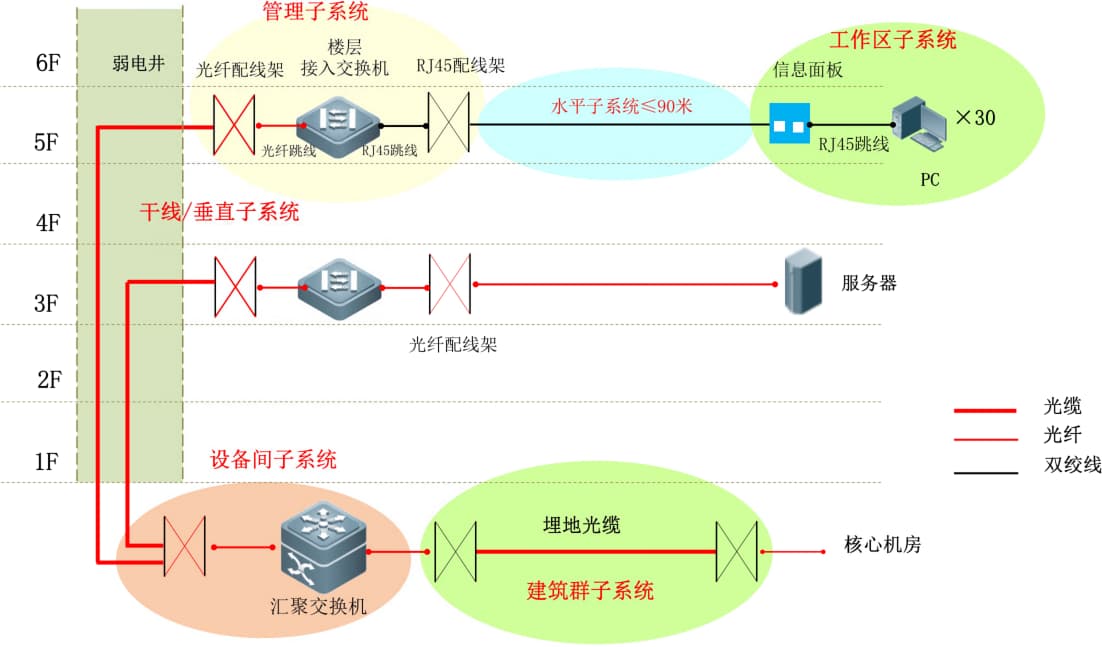 管理子系统
6F
弱电井
光纤配线架
楼层
接入交换机
RJ45配线架
信息面板
工作区子系统
水平子系统≤90米
×30
5F
光纤跳线
RJ45跳线
RJ45跳线
PC
4F
干线/垂直子系统
3F
服务器
光纤配线架
2F
光缆
光纤
双绞线
1F
设备间子系统
埋地光缆
核心机房
建筑群子系统
汇聚交换机